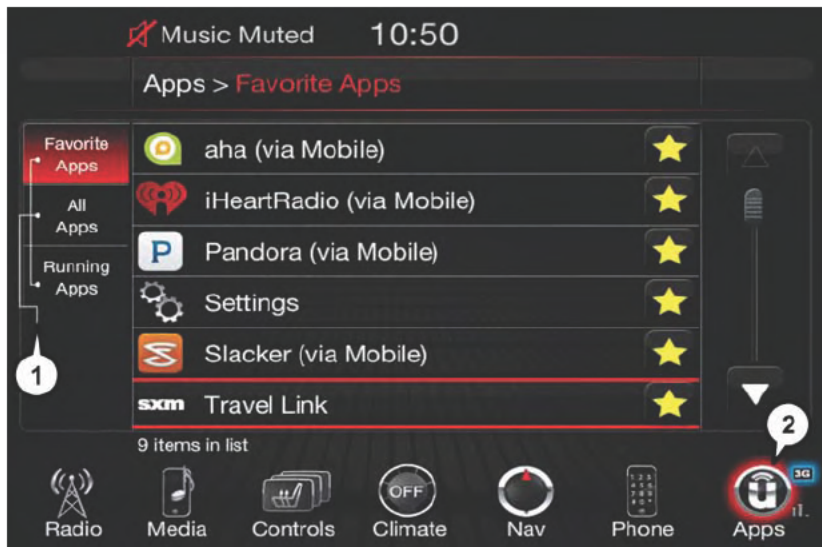 Music Muted 10:50
Apps > Favorite Apps
Favorite
Apps
All
Apps
Running
Apps
aha (via Mobile)
iHeartRadio (via Mobile)
P Pandora (via Mobile)
Settings
Slacker (via Mobile)
sxm Travel Link
1
2
9 items in list
3G
OFF
u
Radio Media Controls Climate Nav Phone Apps